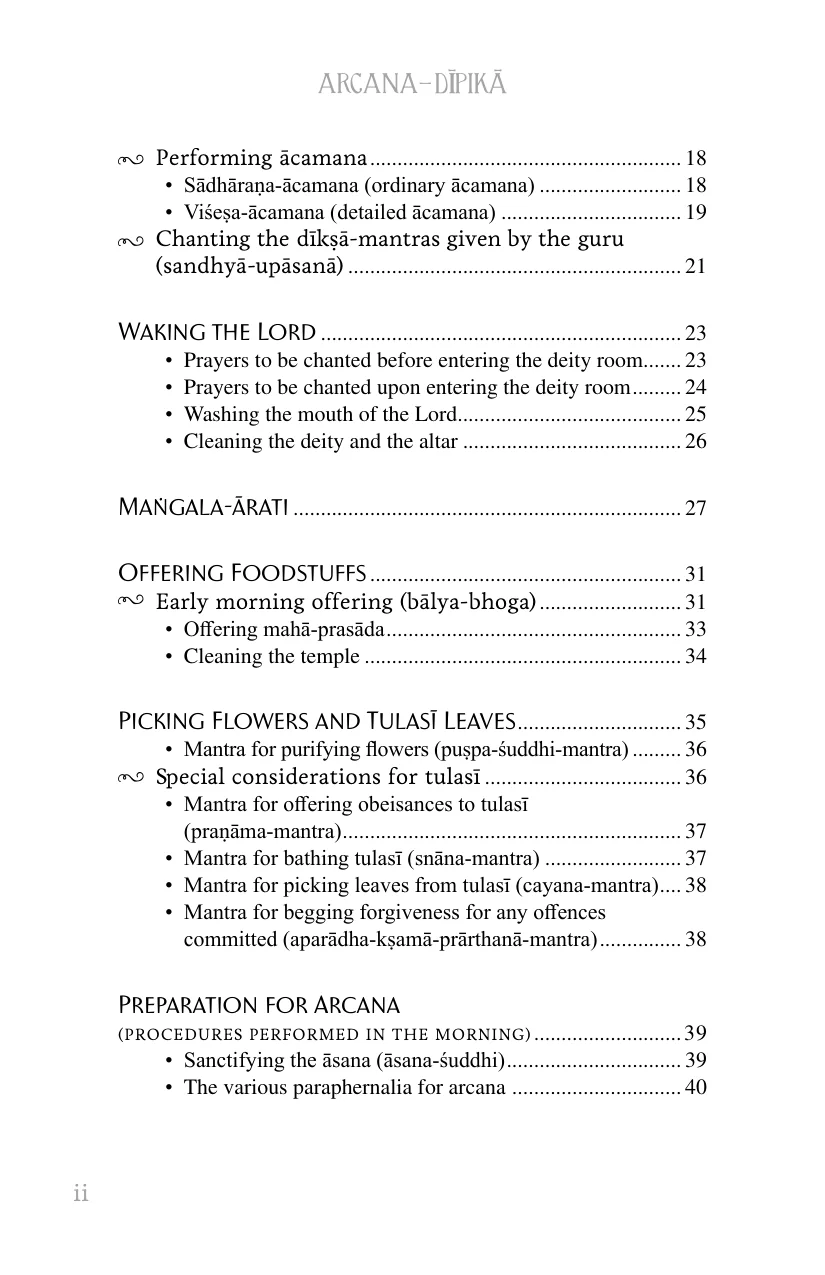 ARCANA–DĪPIKĀ
Performing ācamana.......................................................... 18
• Sādhāraṇa-ācamana (ordinary ācamana) .......................... 18
• Viśeṣa-ācamana (detailed ācamana) ................................. 19
Chanting the dīkṣā-mantras given by the guru
(sandhyā-upāsanā) .............................................................. 21
WAKING THE LORD ................................................................... 23
• Prayers to be chanted before entering the deity room....... 23
• Prayers to be chanted upon entering the deity room......... 24
• Washing the mouth of the Lord......................................... 25
• Cleaning the deity and the altar ........................................ 26
MAṄGALA-ĀRATI ........................................................................ 27
OFFERING FOODSTUFFS .......................................................... 31
Early morning offering (bālya-bhoga) .......................... 31
• Offering mahā-prasāda...................................................... 33
• Cleaning the temple .......................................................... 34
PICKING FLOWERS AND TULASĪ LEAVES.............................. 35
• Mantra for purifying flowers (puṣpa-śuddhi-mantra) ......... 36
Special considerations for tulasī .................................... 36
• Mantra for offering obeisances to tulasī
(praṇāma-mantra).............................................................. 37
• Mantra for bathing tulasī (snāna-mantra) ......................... 37
• Mantra for picking leaves from tulasī (cayana-mantra).... 38
• Mantra for begging forgiveness for any offences
committed (aparādha-kṣamā-prārthanā-mantra)............... 38
PREPARATION FOR ARCANA
(PROCEDURES PERFORMED IN THE MORNING) ........................... 39
• Sanctifying the āsana (āsana-śuddhi)................................ 39
• The various paraphernalia for arcana ............................... 40
ii